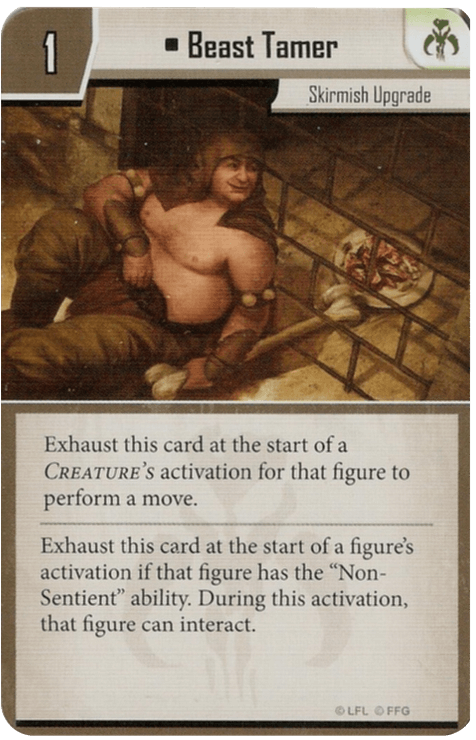 1
▪ Beast Tamer
Skirmish Upgrade
Exhaust this card at the start of a
CREATURE'S activation for that figure to
perform a move.
Exhaust this card at the start of a figure's
activation if that figure has the “Non-
Sentient” ability. During this activation,
that figure can interact.
© LFL © FFG